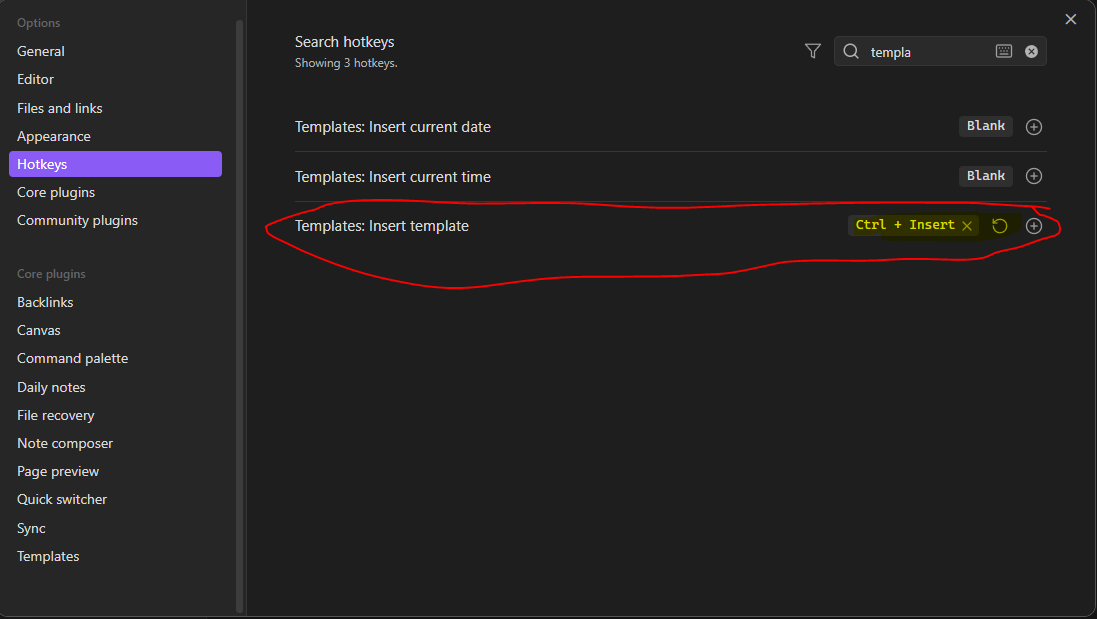 Options
General
Editor
Files and links
Appearance
Hotkeys
Core plugins
Community plugins
Core plugins
Backlinks
Canvas
Command palette
Daily notes
File recovery
Note composer
Page preview
Quick switcher
Sync
Templates
Search hotkeys
Showing 3 hotkeys.
templa
Templates: Insert current date
Blank
Templates: Insert current time
Blank
Templates: Insert template
Ctrl + Insert